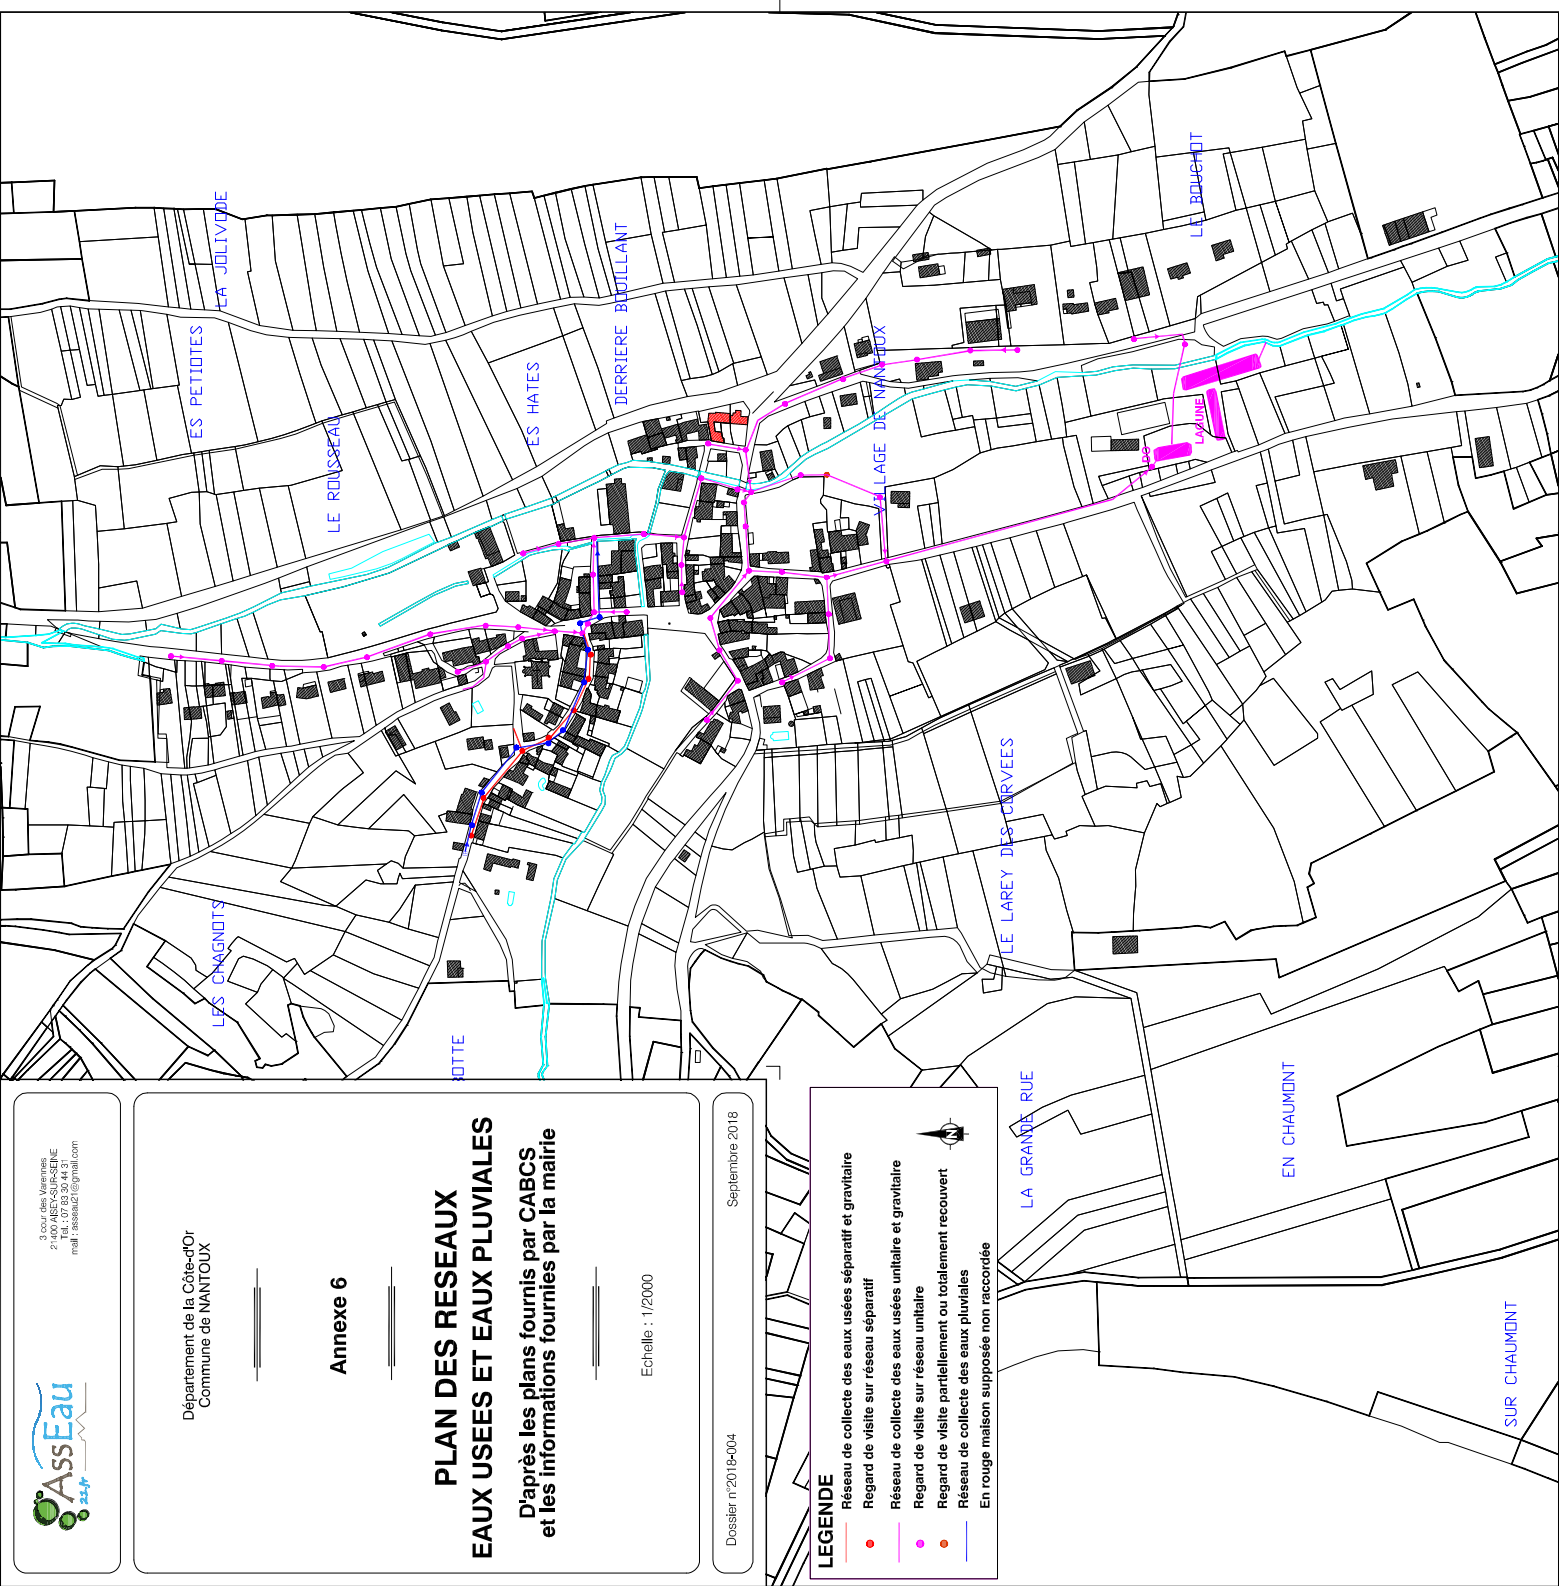 AssEau
21.fr
3 cour des Varennes
21400 AISEY-SUR-SEINE
Tel. : 07 83 30 44 31
mail : asseau21@gmail.com
Département de la Côte-d'Or
Commune de NANTOUX
Annexe 6
PLAN DES RESEAUX
EAUX USEES ET EAUX PLUVIALES
D'après les plans fournis par CABCS
et les informations fournies par la mairie
Echelle : 1/2000
Dossier n°2018-004
Septembre 2018
LEGENDE
Réseau de collecte des eaux usées séparatif et gravitaire
Regard de visite sur réseau séparatif
Réseau de collecte des eaux usées unitaire et gravitaire
Regard de visite sur réseau unitaire
Regard de visite partiellement ou totalement recouvert
Réseau de collecte des eaux pluviales
En rouge maison supposée non raccordée
N
LA JOLIVODE
ES PETIOTES
LE ROUSSEAU
ES HATES
DERRIERE BOUILLANT
VILLAGE DE NANTOUX
LE BOUCHOT
DO
LAGUNE
LES CHAGNOTS
BOTTE
LE LAREY DES CORVEES
LA GRANDE RUE
EN CHAUMONT
SUR CHAUMONT